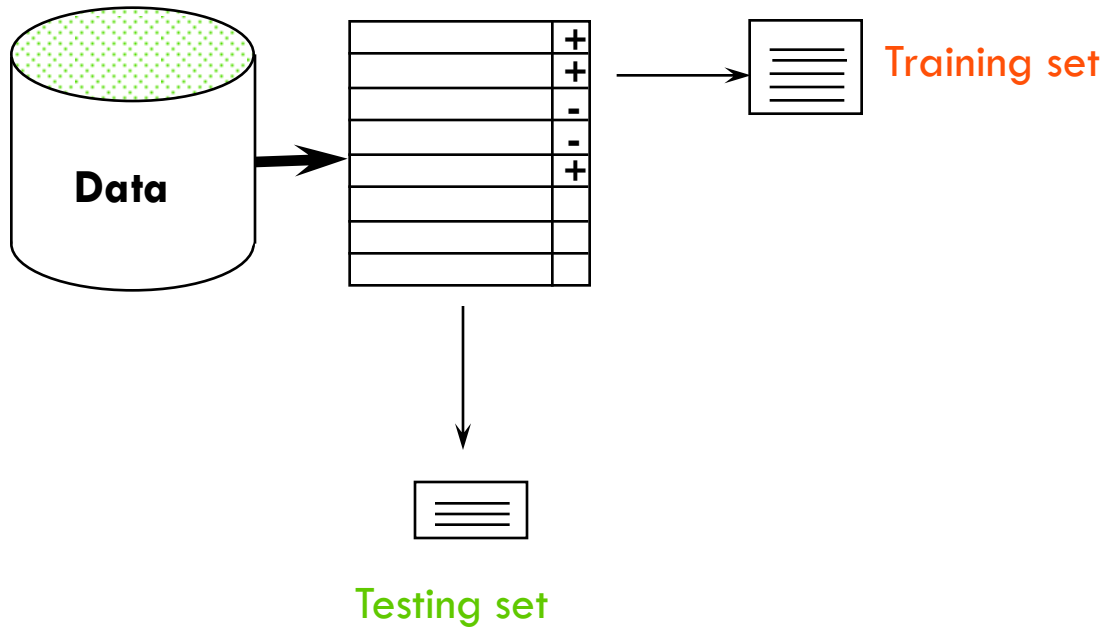 Data
+
+
-
-
+
Training set
Testing set